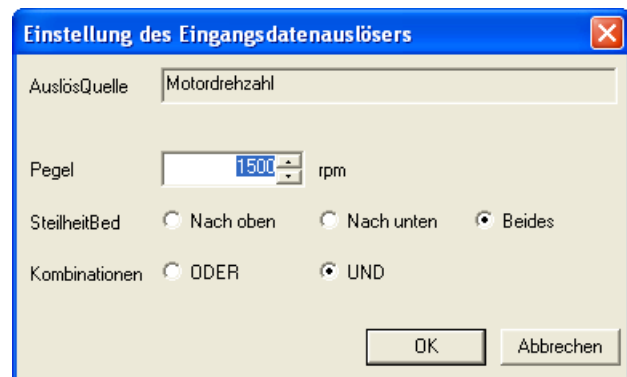 Einstellung des Eingangsdatenauslösers
AuslösQuelle Motordrehzahl
Pegel 1500 rpm
SteilheitBed Nach oben Nach unten Beides
Kombinationen ODER UND
OK Abbrechen